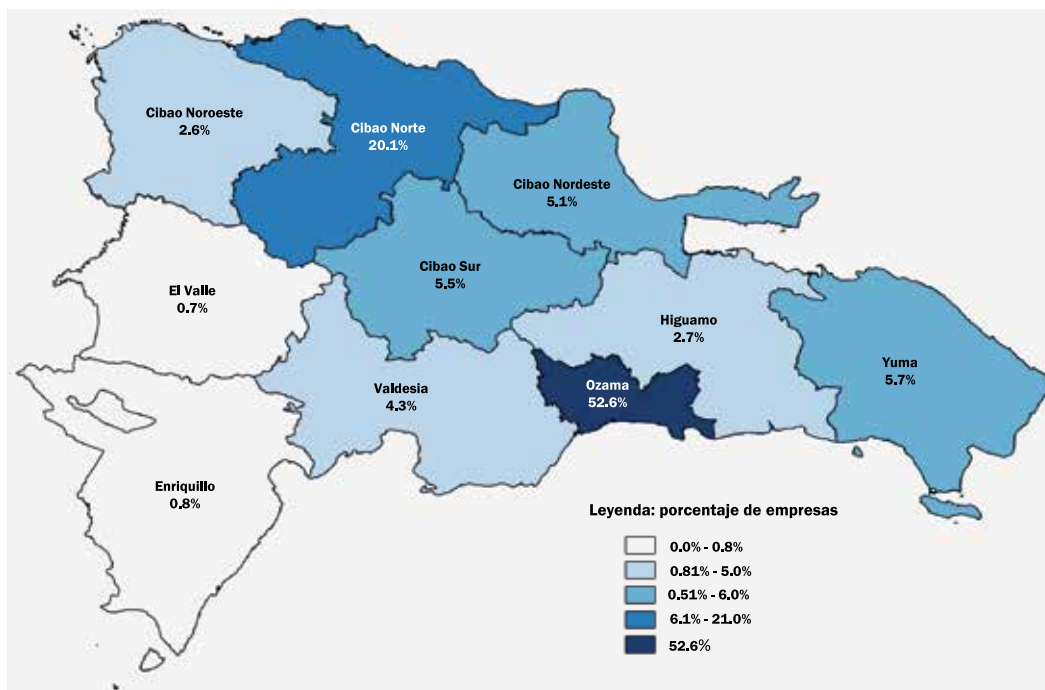 Cibao Noroeste
2.6%
Cibao Norte
20.1%
Cibao Nordeste
5.1%
Cibao Sur
5.5%
El Valle
0.7%
Higuamo
2.7%
Yuma
5.7%
Valdesia
4.3%
Ozama
52.6%
Enriquillo
0.8%
Leyenda: porcentaje de empresas
0.0% - 0.8%
0.81% - 5.0%
0.51% - 6.0%
6.1% - 21.0%
52.6%